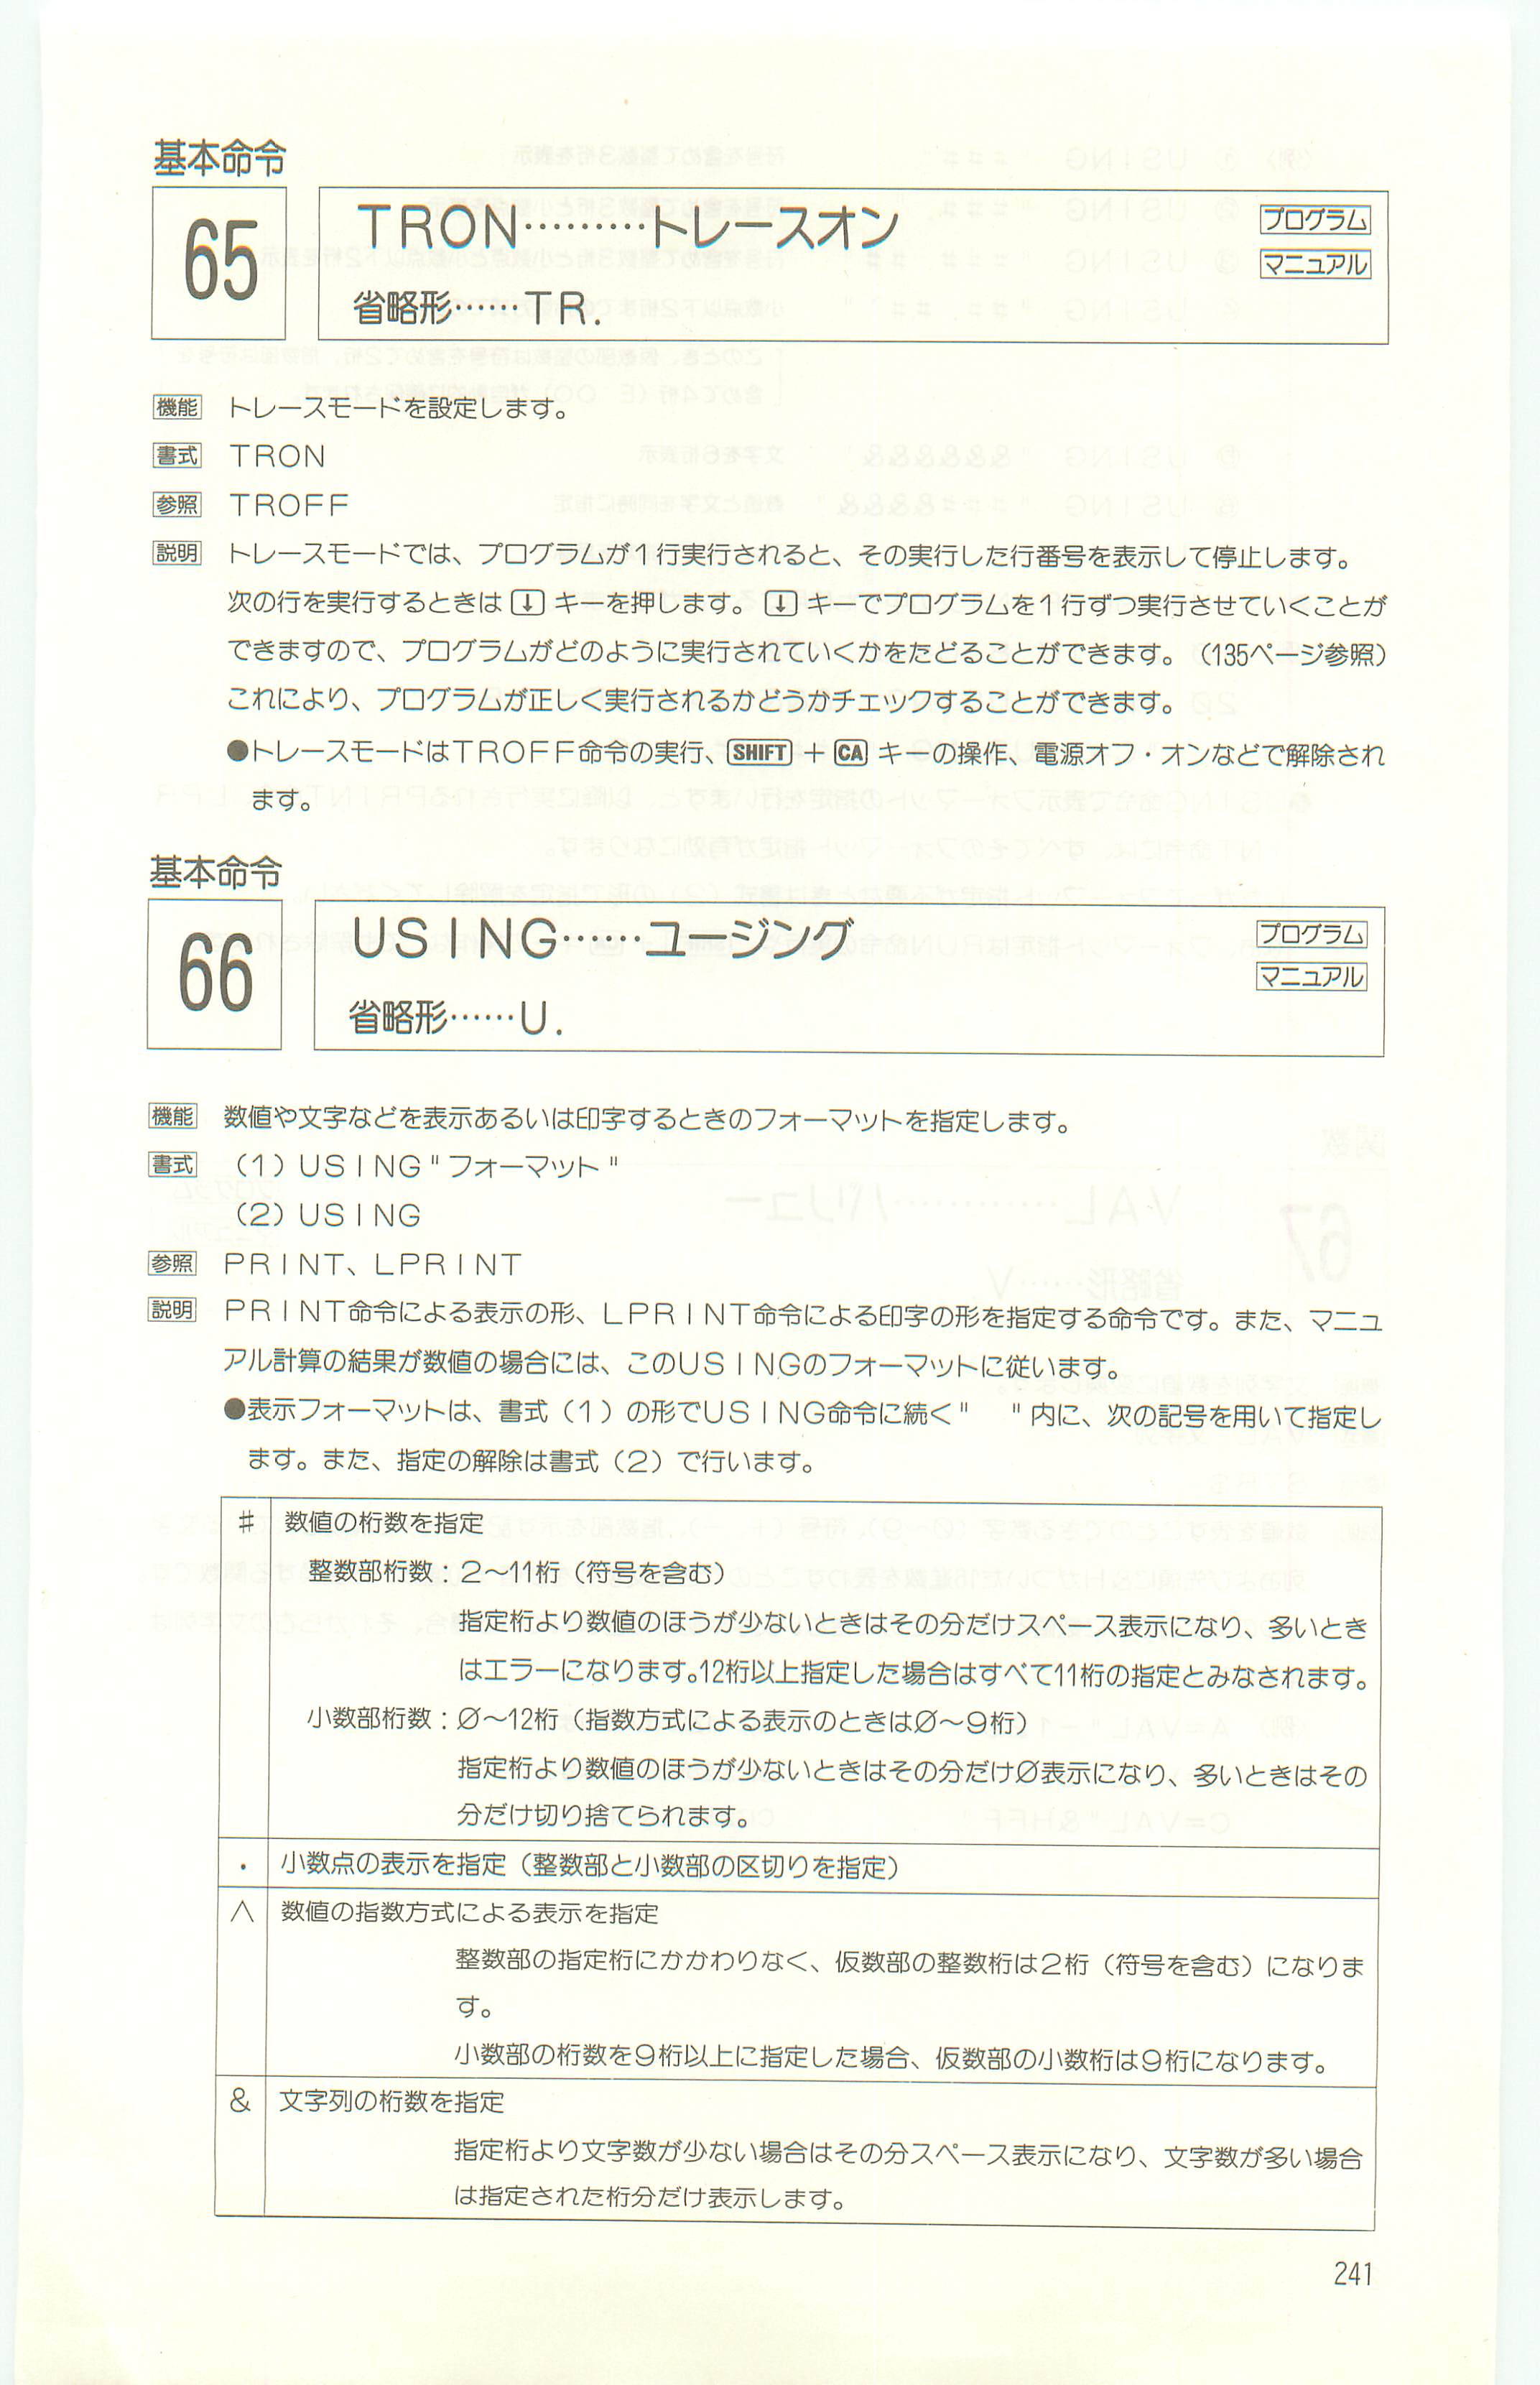 基本命令
65
TRON………トレースオン
プログラム
マニュアル
省略形……TR.
機能 トレースモードを設定します。
書式 TRON
参照 TROFF
説明 トレースモードでは、プログラムが1行実行されると、その実行した行番号を表示して停止します。
次の行を実行するときは ↓ キーを押します。 ↓ キーでプログラムを1行ずつ実行させていくことが
できますので、プログラムがどのように実行されていくかをたどることができます。(135ページ参照)
これにより、プログラムが正しく実行されるかどうかチェックすることができます。
●トレースモードはTROFF命令の実行、SHIFT + CA キーの操作、電源オフ・オンなどで解除され
ます。
基本命令
66
USING……ユージング
プログラム
マニュアル
省略形……U.
機能 数値や文字などを表示あるいは印字するときのフォーマットを指定します。
書式 (1) USING"フォーマット"
(2) USING
参照 PRINT、LPRINT
説明 PRINT命令による表示の形、LPRINT命令による印字の形を指定する命令です。また、マニュ
アル計算の結果が数値の場合には、このUSINGのフォーマットに従います。
●表示フォーマットは、書式(1)の形でUSING命令に続く"　"内に、次の記号を用いて指定し
ます。また、指定の解除は書式(2)で行います。
# 数値の桁数を指定
整数部桁数：2〜11桁(符号を含む)
指定桁より数値のほうが少ないときはその分だけスペース表示になり、多いとき
はエラーになります。12桁以上指定した場合はすべて11桁の指定とみなされます。
小数部桁数：0〜12桁(指数方式による表示のときは0〜9桁)
指定桁より数値のほうが少ないときはその分だけ0表示になり、多いときはその
分だけ切り捨てられます。
. 小数点の表示を指定(整数部と小数部の区切りを指定)
∧ 数値の指数方式による表示を指定
整数部の指定桁にかかわりなく、仮数部の整数桁は2桁(符号を含む)になりま
す。
小数部の桁数を9桁以上に指定した場合、仮数部の小数桁は9桁になります。
& 文字列の桁数を指定
指定桁より文字数が少ない場合はその分スペース表示になり、文字数が多い場合
は指定された桁分だけ表示します。
241